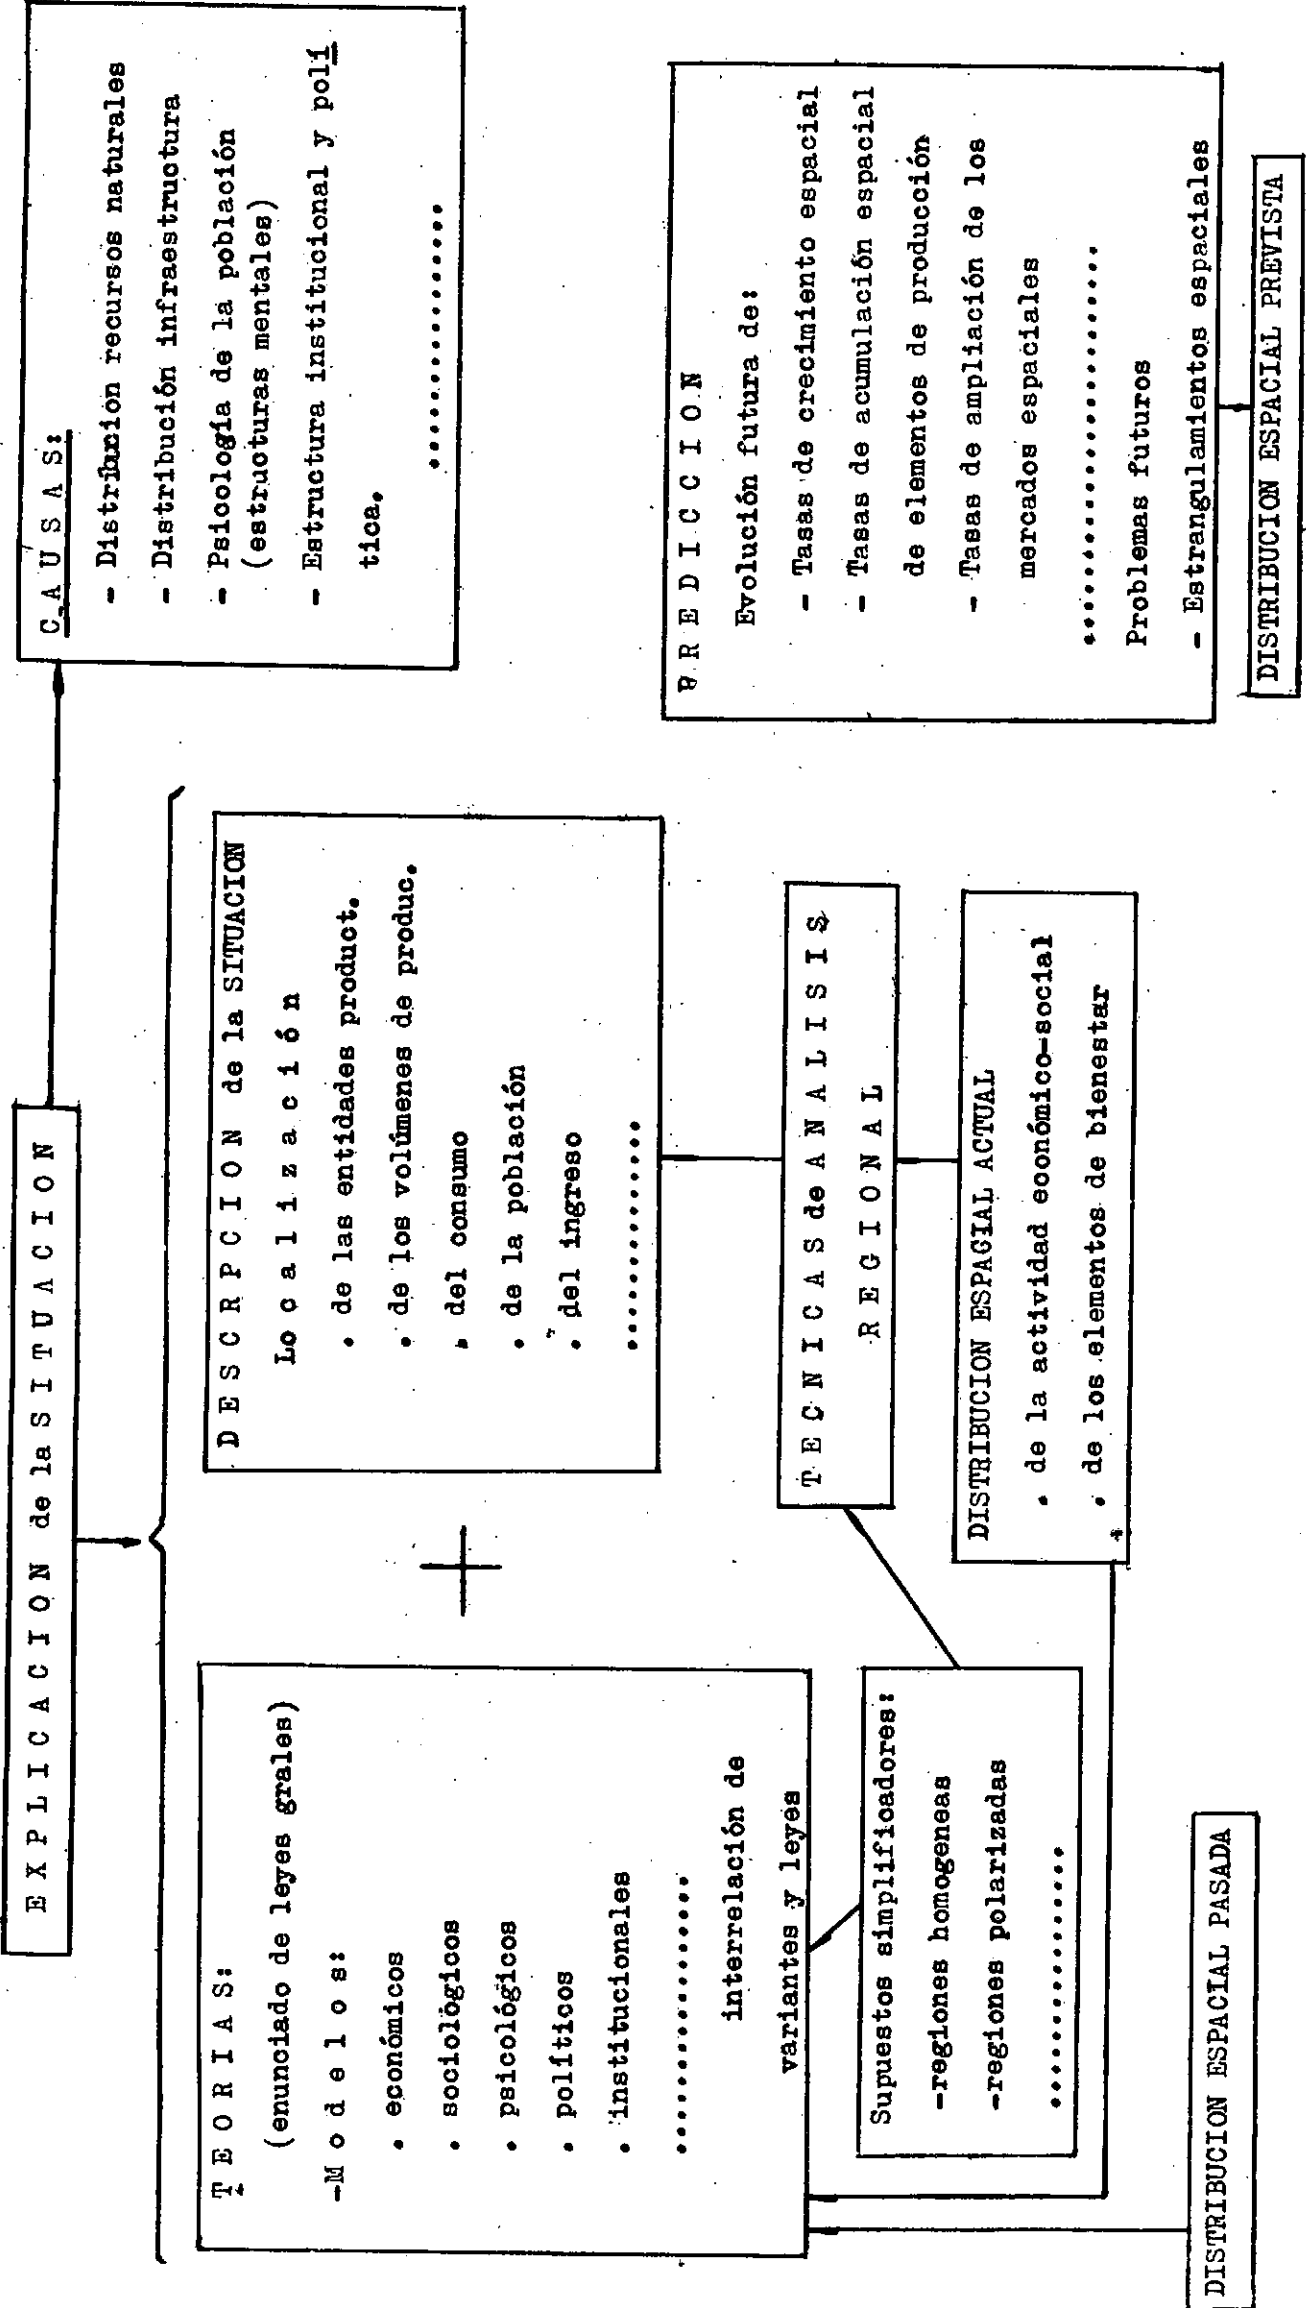 E X P L I C A C I O N de la S I T U A C I O N
C A U S A S:
- Distribución recursos naturales
- Distribución infraestructura
- Psicología de la población
(estructuras mentales)
- Estructura institucional y polí
tica.
..................
T E O R I A S:
(enunciado de leyes grales)
-M o d e l o s:
. económicos
. sociológicos
. psicológicos
. políticos
. institucionales
..................
interrelación de
variantes y leyes
+
D E S C R P C I O N de la SITUACION
Lo c a l i z a c i ó n
. de las entidades product.
. de los volúmenes de produc.
. del consumo
. de la población
. del ingreso
..................
P R E D I C C I O N
Evolución futura de:
- Tasas de crecimiento espacial
- Tasas de acumulación espacial
de elementos de producción
- Tasas de ampliación de los
mercados espaciales
..............................
Problemas futuros
- Estrangulamientos espaciales
T E C N I C A S de A N A L I S I S
R E G I O N A L
Supuestos simplificadores:
-regiones homogeneas
-regiones polarizadas
..................
DISTRIBUCION ESPACIAL ACTUAL
. de la actividad económico-social
. de los elementos de bienestar
DISTRIBUCION ESPACIAL PASADA
DISTRIBUCION ESPACIAL PREVISTA